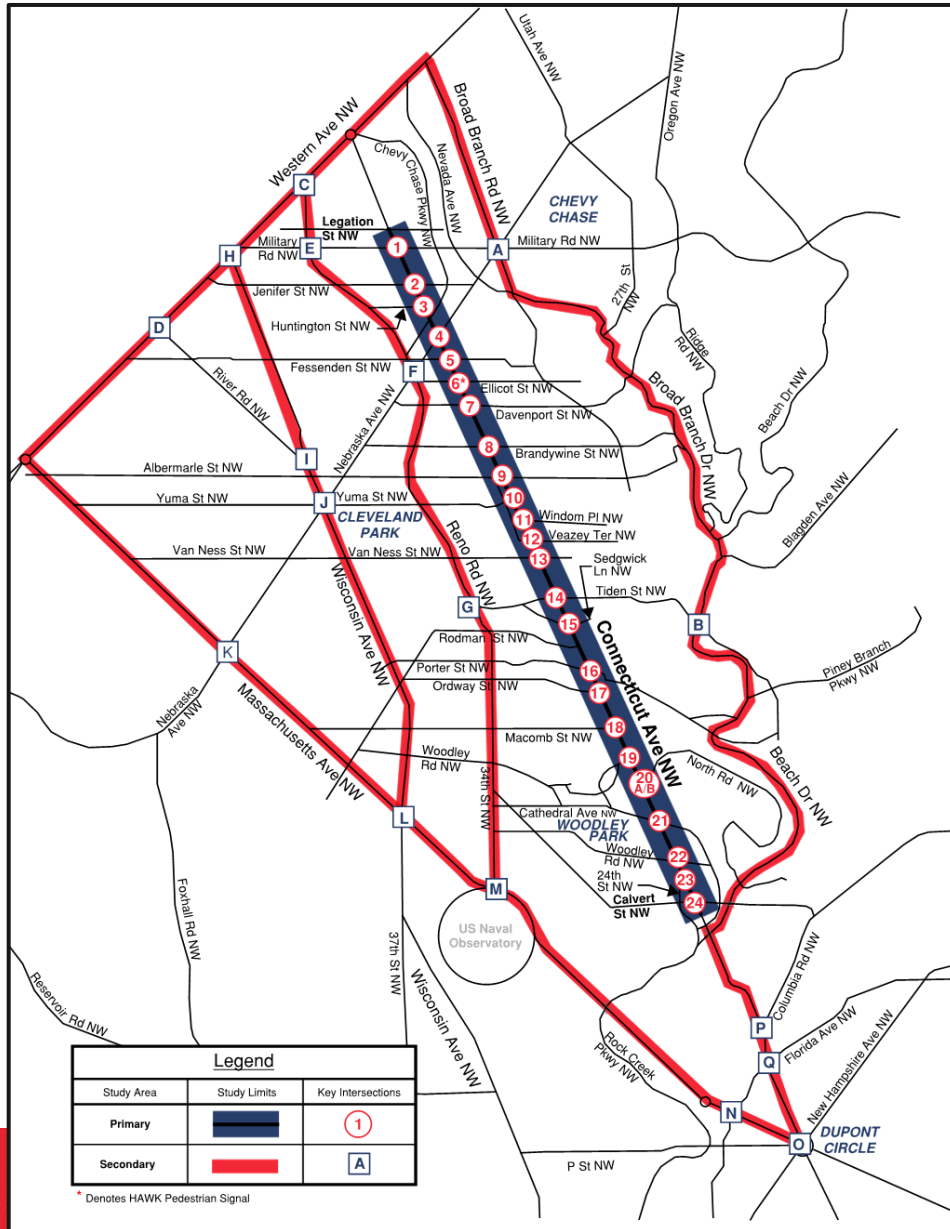 Utah Ave NW
Oregon Ave NW
Broad Branch Rd NW
Western Ave NW
Chevy Chase Pkwy NW
Nevada Ave NW
C
CHEVY
CHASE
Legation
St NW
Military
Rd NW
E
1
A
Military Rd NW
H
Jenifer St NW
2
27th St
NW
Huntington St NW
3
D
4
Ridge
Rd NW
Fessenden St NW
5
F
6*
Ellicot St NW
River Rd NW
7
Davenport St NW
Broad Branch Dr NW
Beach Dr NW
Nebraska Ave NW
8
Brandywine St NW
I
Albermarle St NW
9
Yuma St NW
J
Yuma St NW
10
CLEVELAND
PARK
11
Windom Pl NW
12
Veazey Ter NW
Blagden Ave NW
Van Ness St NW
Van Ness St NW
13
Sedgwick
Ln NW
Reno Rd NW
Wisconsin Ave NW
G
14
Tiden St NW
15
B
Connecticut Ave NW
Rodman St NW
K
Porter St NW
16
Piney Branch
Pkwy NW
Ordway St NW
17
Nebraska
Ave NW
Massachusetts Ave NW
Macomb St NW
18
Woodley
Rd NW
19
North Rd NW
Beach Dr NW
34th St NW
20
A/B
L
Cathedral Ave NW
21
WOODLEY
PARK
Woodley
Rd NW
22
24th
St NW
23
M
Calvert
St NW
24
Foxhall Rd NW
US Naval
Observatory
37th St NW
Wisconsin Ave NW
Columbia Rd NW
Reservoir Rd NW
P
Florida Ave NW
Rock Creek
Pkwy NW
Q
New Hampshire Ave NW
N
O
DUPONT
CIRCLE
P St NW
Legend
Study Area
Study Limits
Key Intersections
Primary
1
Secondary
A
* Denotes HAWK Pedestrian Signal